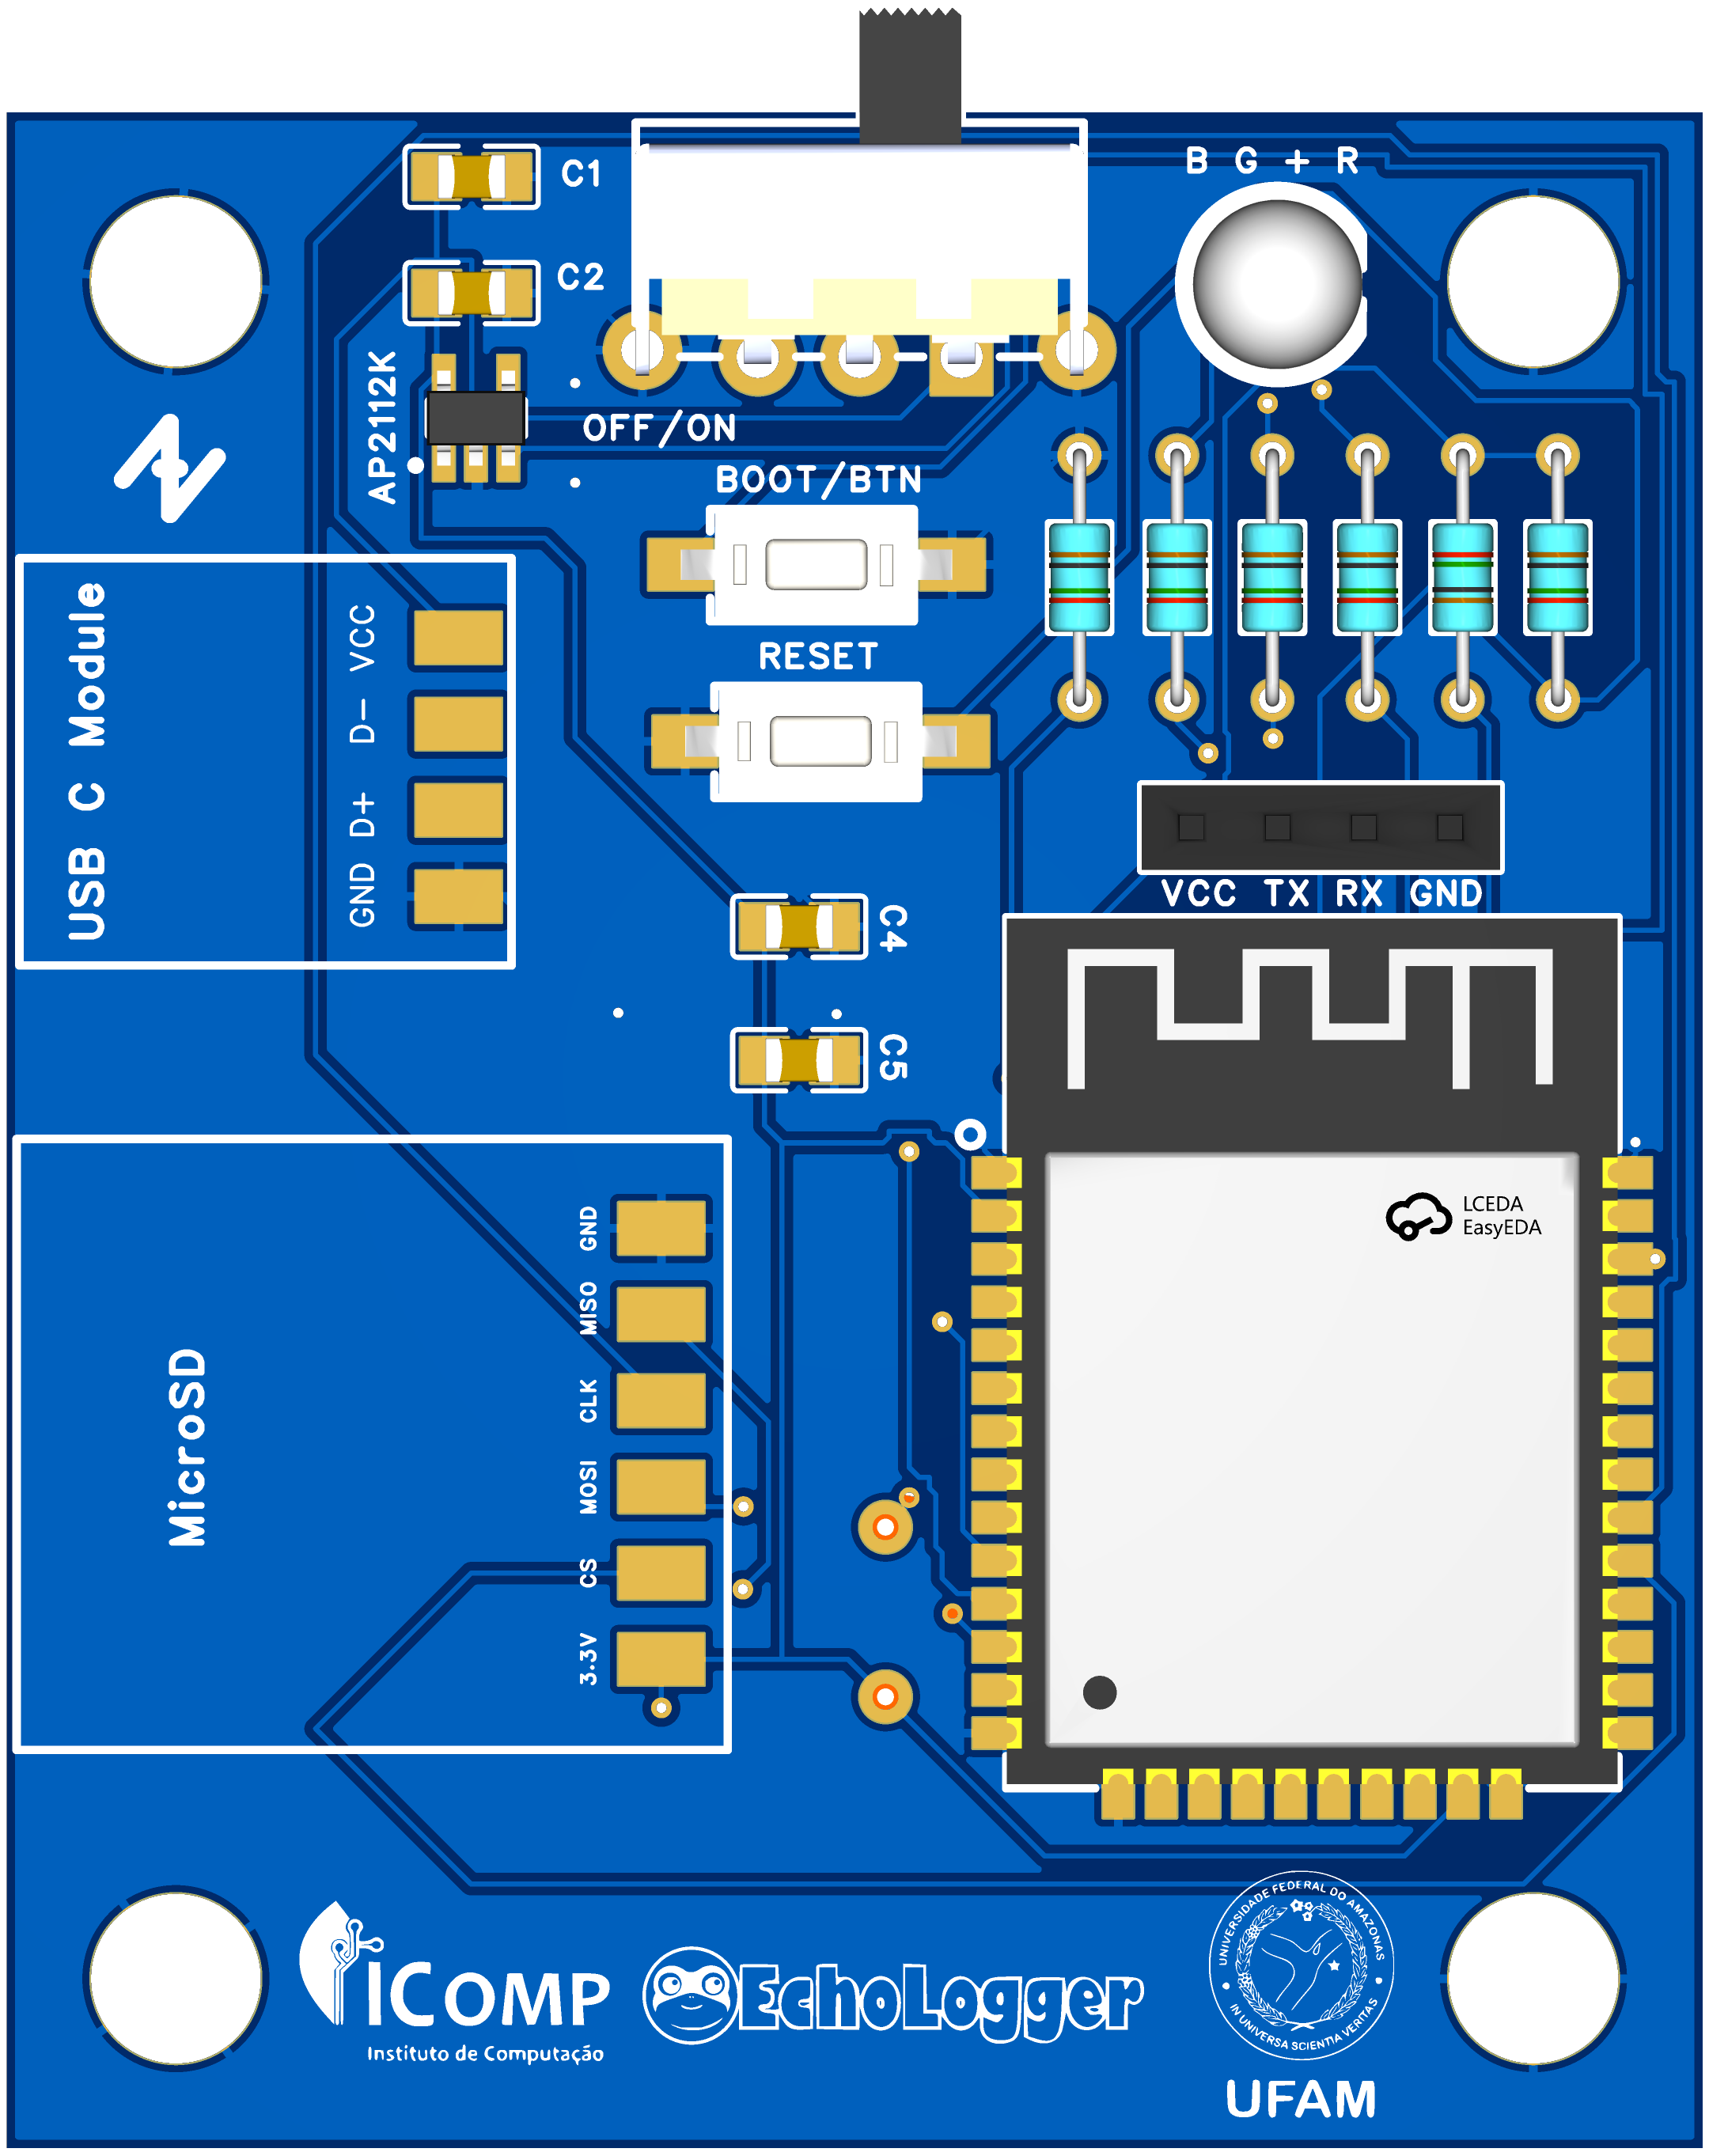 C1
B G + R
C2
AP2112K
OFF/ON
BOOT/BTN
RESET
USB C Module
VCC
D-
D+
GND
VCC TX RX GND
C4
C5
LCEDA
EasyEDA
MicroSD
GND
MISO
CLK
MOSI
CS
3.3V
ICOMP
Instituto de Computação
EchoLogger
UNIVERSIDADE FEDERAL DO AMAZONAS
IN UNIVERSA SCIENTIA VERITAS
UFAM